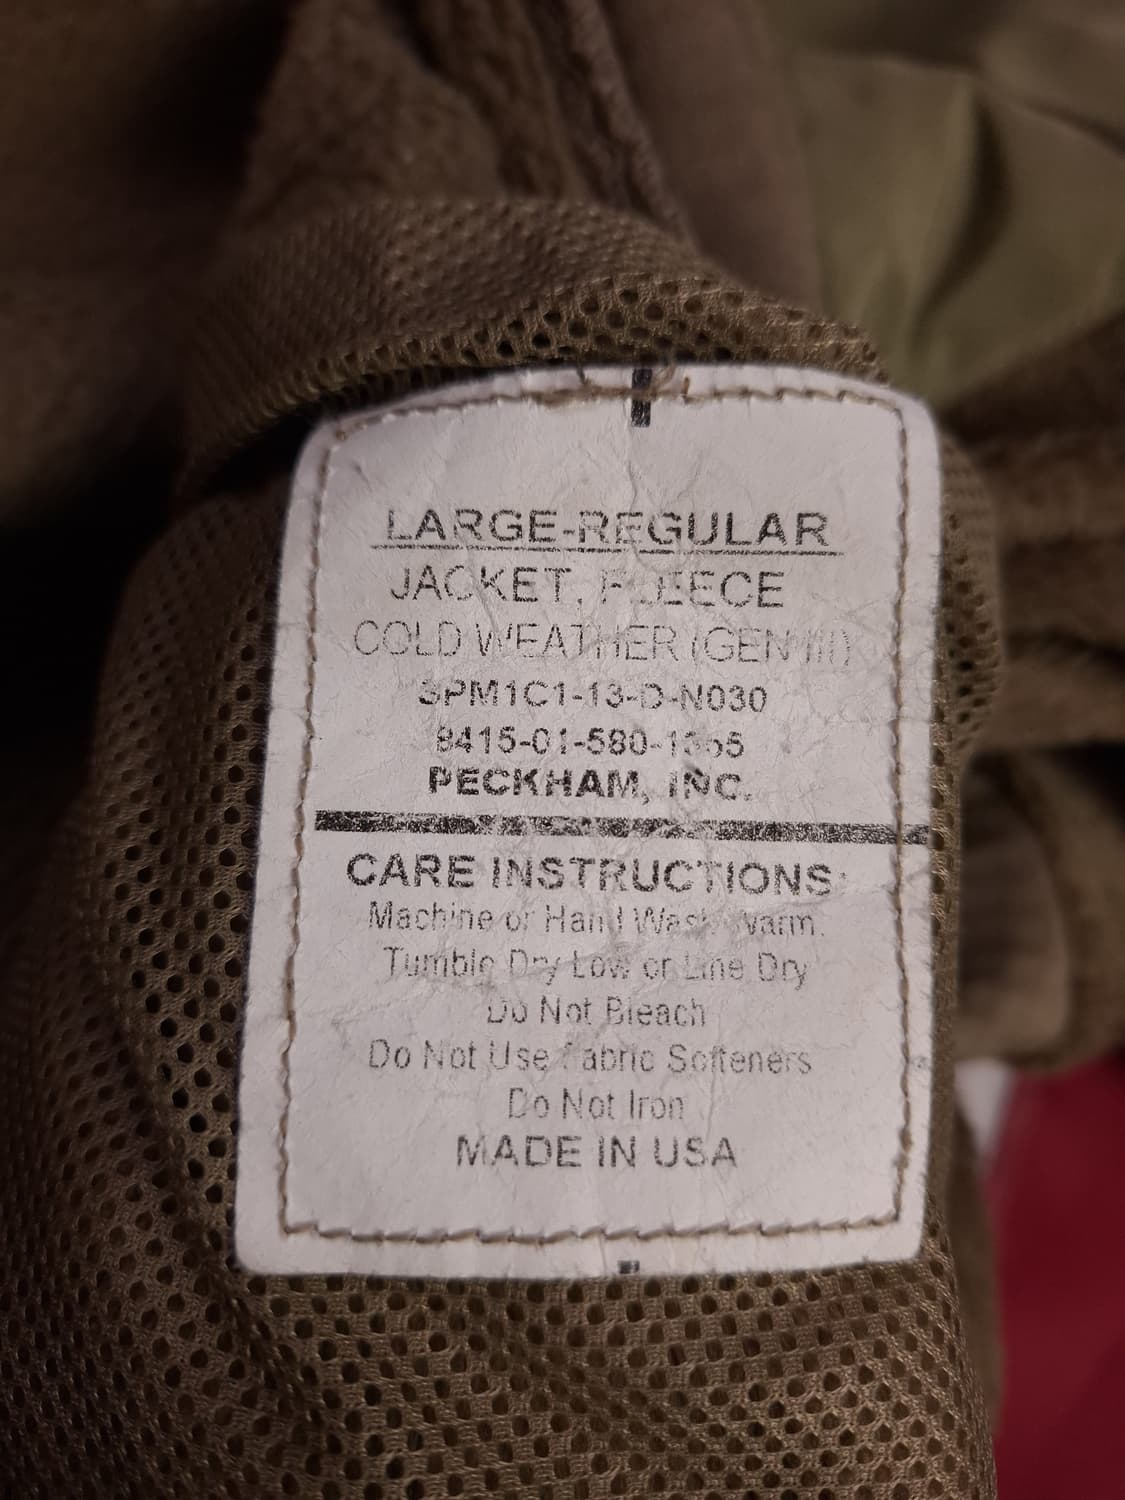 LARGE-REGULAR
JACKET, FLEECE
COLD WEATHER (GEN III)
SPM1C1-13-D-N030
PECKHAM, INC.
CARE INSTRUCTIONS:
Machine or Hand Wash Warm.
Tumble Dry Low or Line Dry
Do Not Bleach
Do Not Use Fabric Softeners
Do Not Iron
MADE IN USA